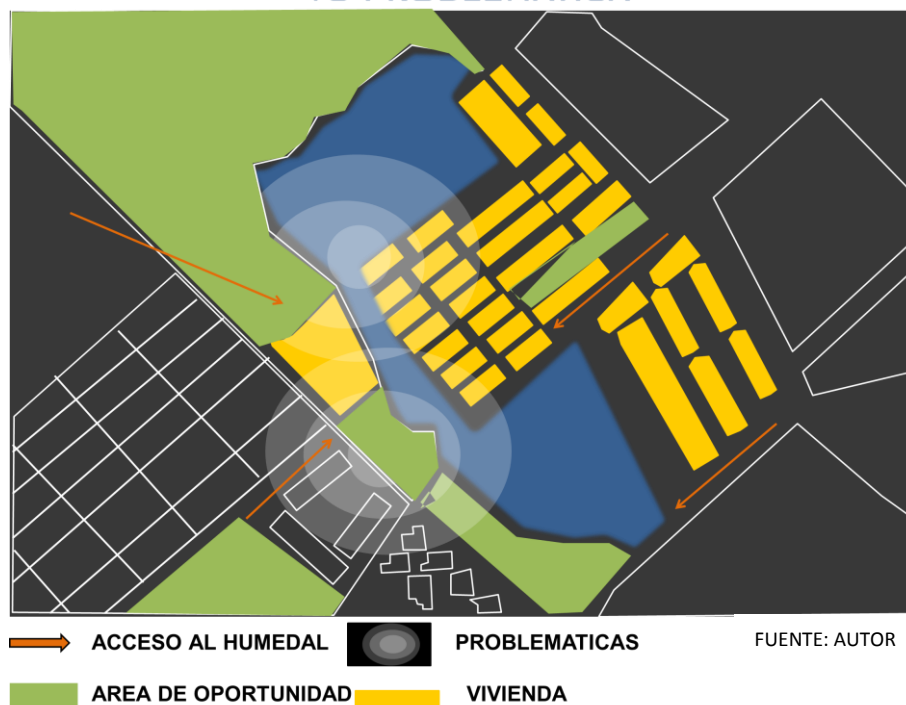 ACCESO AL HUMEDAL
PROBLEMATICAS
FUENTE: AUTOR
AREA DE OPORTUNIDAD
VIVIENDA